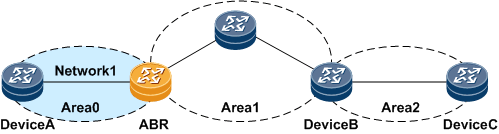 Network1
Area0
Area1
Area2
DeviceA
ABR
DeviceB
DeviceC